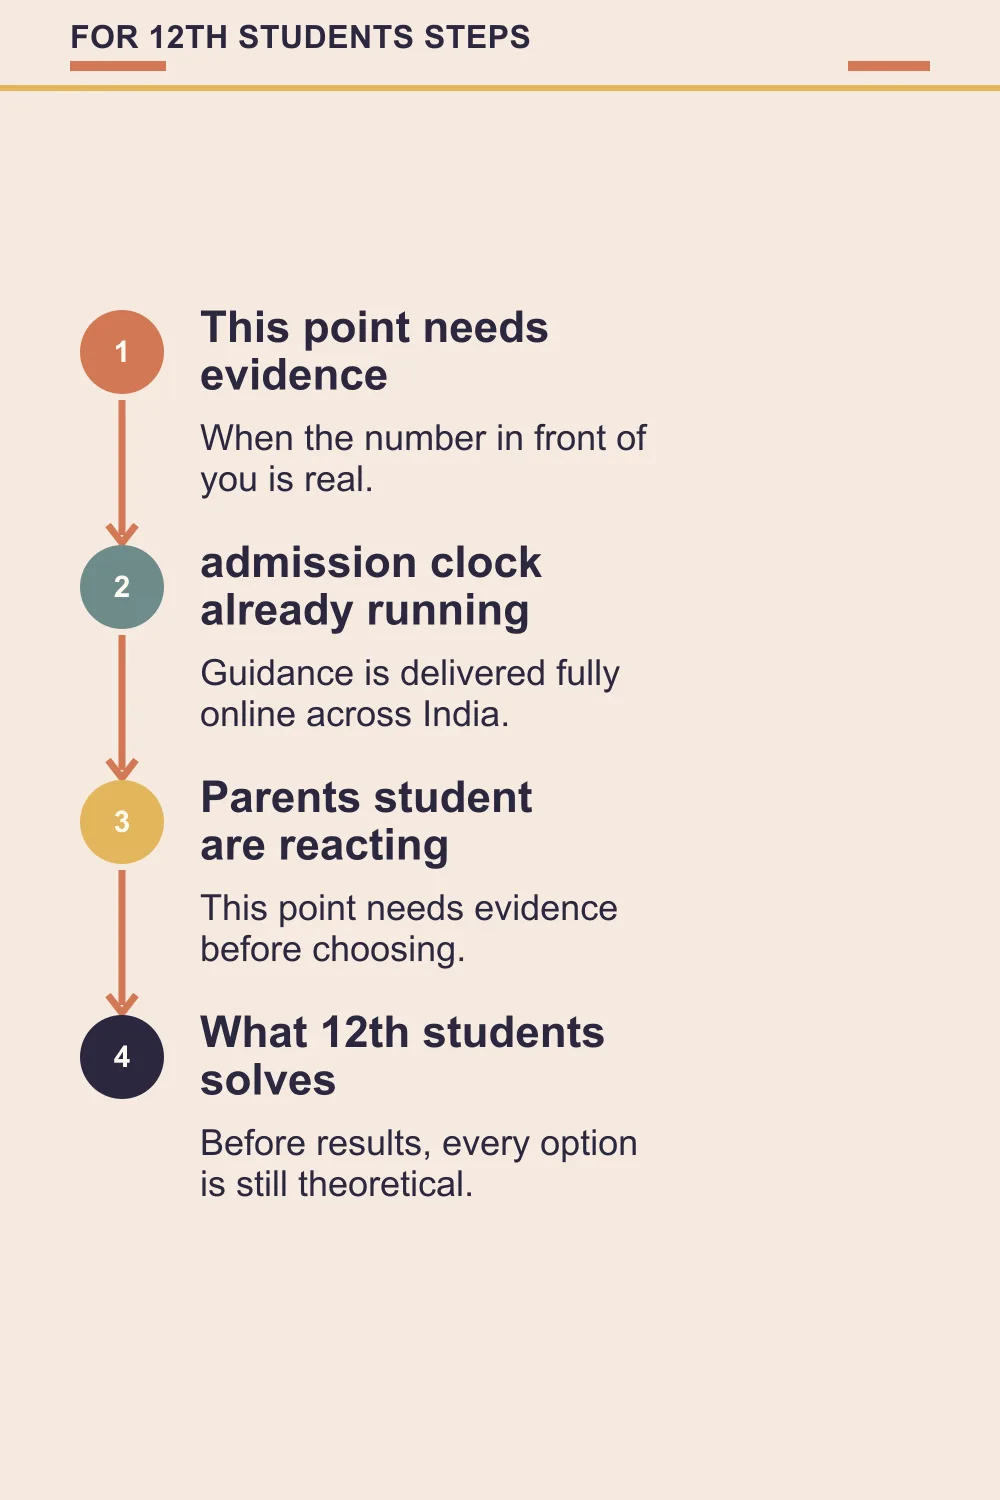 FOR 12TH STUDENTS STEPS
1
This point needs
evidence
When the number in front of
you is real.
2
admission clock
already running
Guidance is delivered fully
online across India.
3
Parents student
are reacting
This point needs evidence
before choosing.
4
What 12th students
solves
Before results, every option
is still theoretical.